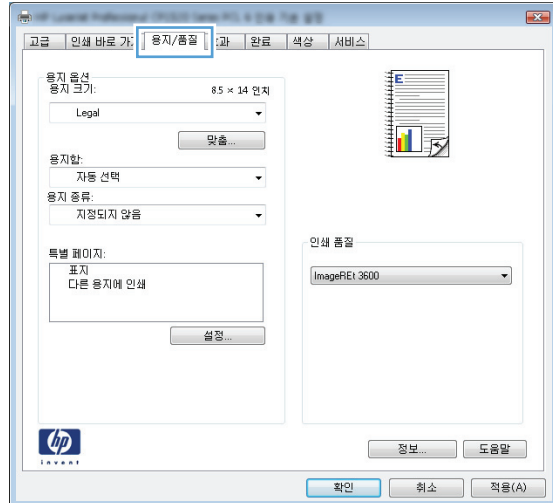 고급 인쇄 바로 가기 용지/품질 효과 완료 색상 서비스
용지 옵션
용지 크기: 8.5 × 14 인치
Legal
맞춤...
용지함:
자동 선택
용지 종류:
지정되지 않음
특별 페이지:
표지
다른 용지에 인쇄
설정...
E
인쇄 품질
ImageREt 3600
hp
invent
정보... 도움말
확인 취소 적용(A)